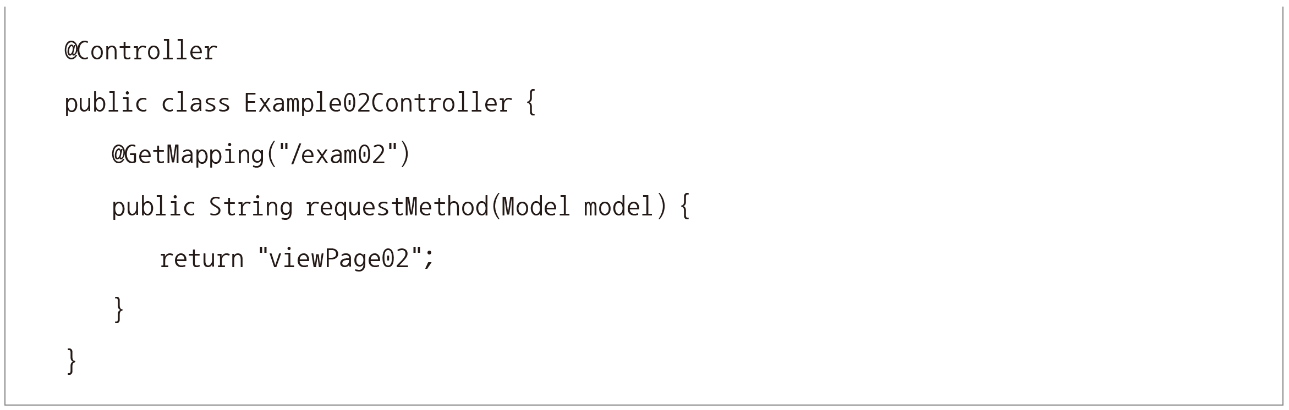 @Controller
public class Example02Controller {
@GetMapping("/exam02")
public String requestMethod(Model model) {
return "viewPage02";
}
}